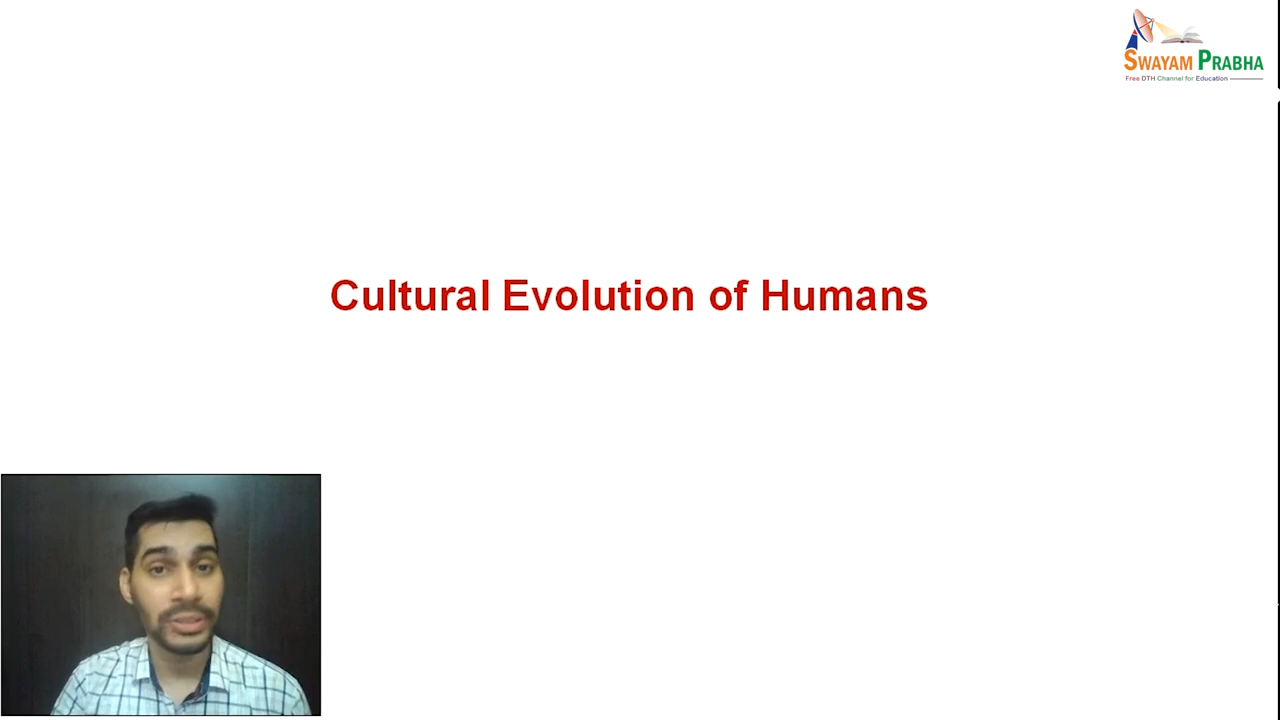 SWAYAM PRABHA
Free DTH Channel for Education
Cultural Evolution of Humans